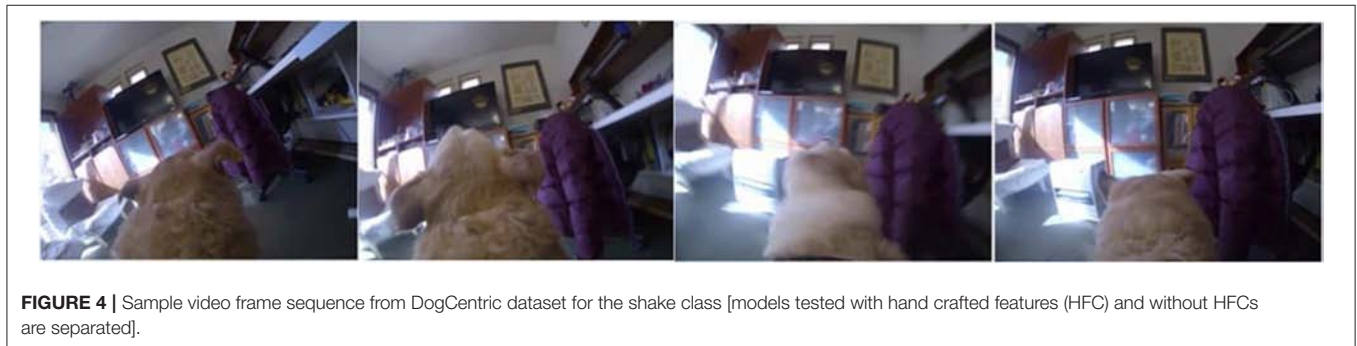 FIGURE 4 | Sample video frame sequence from DogCentric dataset for the shake class [models tested with hand crafted features (HFC) and without HFCs
are separated].